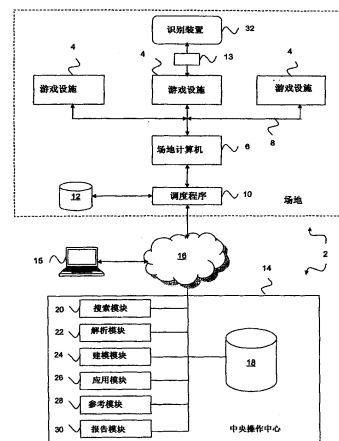 识别装置
32
4
4
13
4
游戏设施
游戏设施
游戏设施
8
场地计算机
6
12
调度程序
10
场地
15
16
2
14
20
搜索模块
22
解析模块
24
建模模块
18
26
应用模块
28
参考模块
30
报告模块
中央操作中心